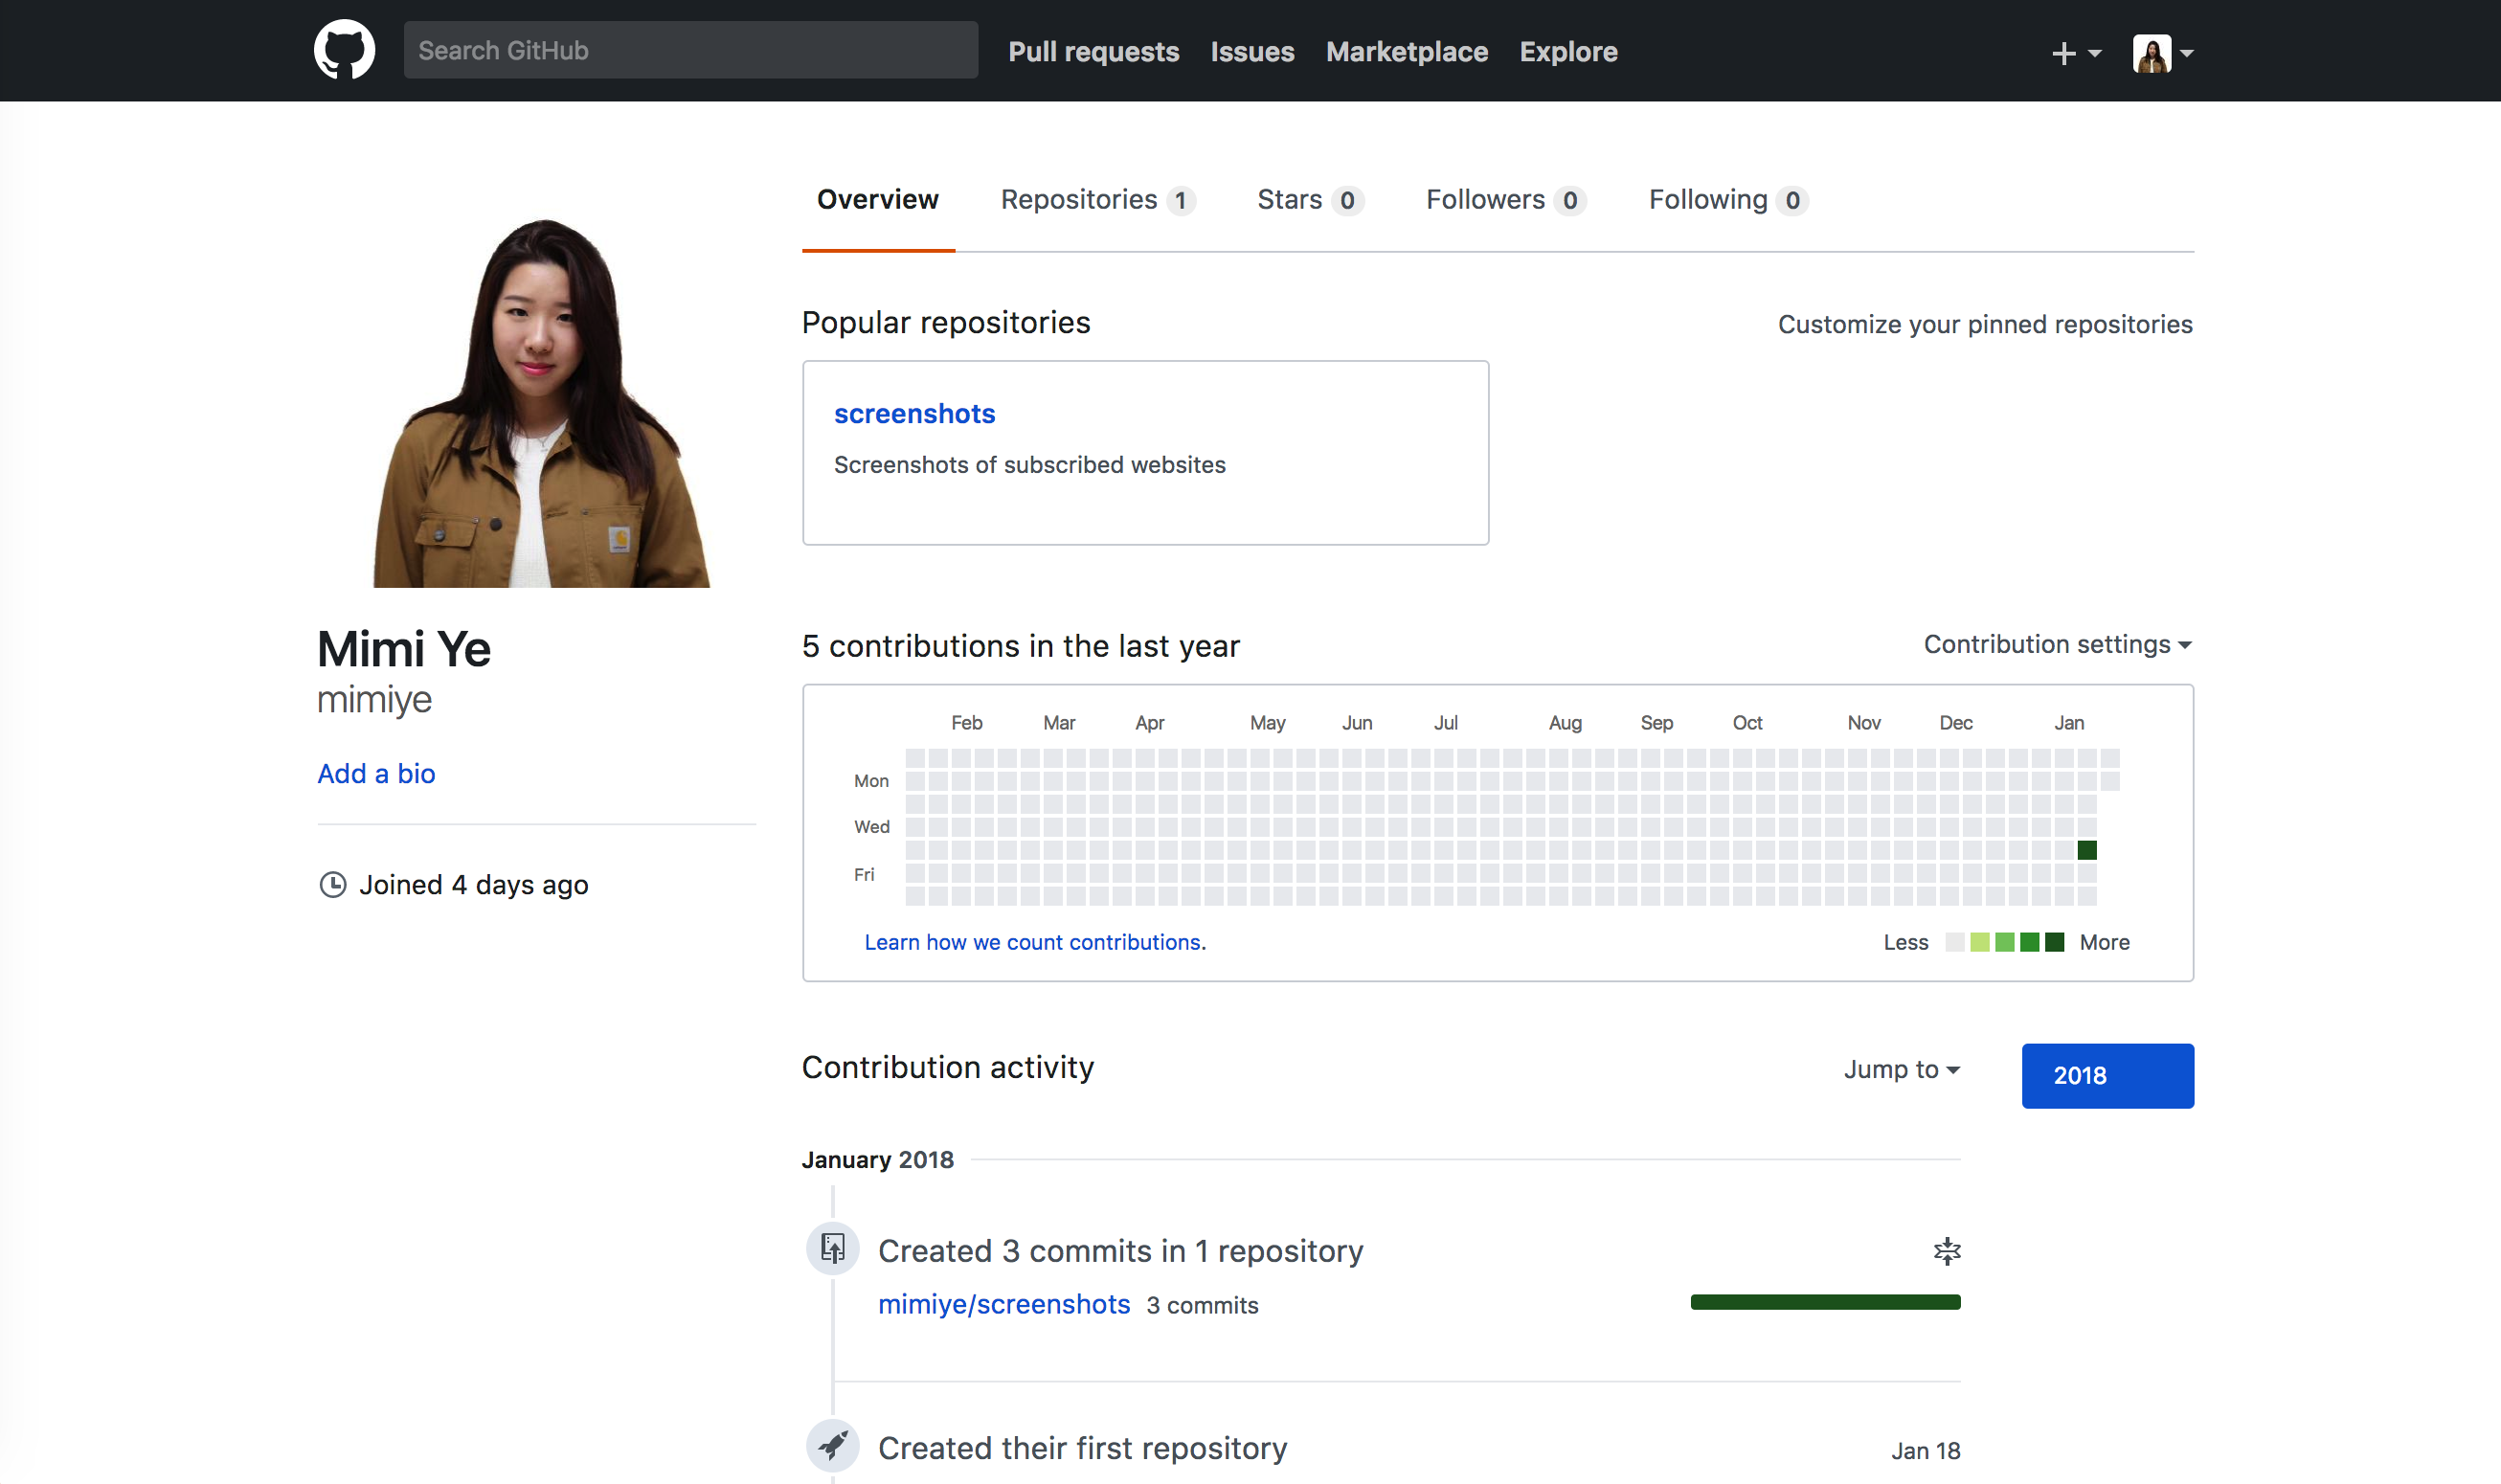 Search GitHub
Pull requests Issues Marketplace Explore
Overview Repositories 1 Stars 0 Followers 0 Following 0
Mimi Ye
mimiye
Add a bio
Joined 4 days ago
Popular repositories
Customize your pinned repositories
screenshots
Screenshots of subscribed websites
5 contributions in the last year
Contribution settings
Feb Mar Apr May Jun Jul Aug Sep Oct Nov Dec Jan
Mon
Wed
Fri
Learn how we count contributions.
Less More
Contribution activity
Jump to
2018
January 2018
Created 3 commits in 1 repository
mimiye/screenshots 3 commits
Created their first repository
Jan 18